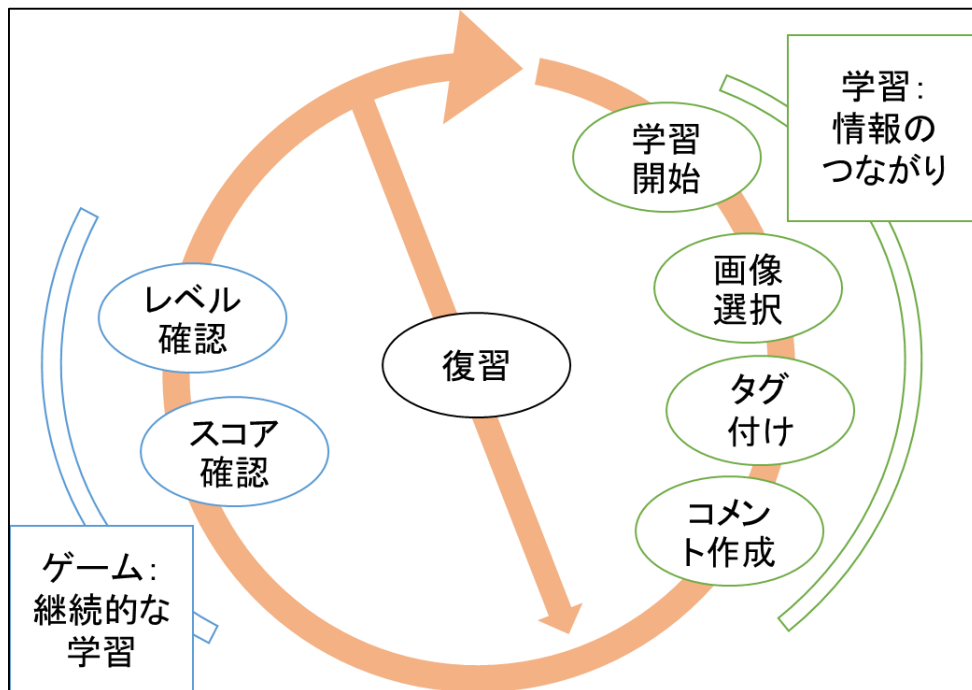 学習：
情報の
つながり
学習
開始
画像
選択
タグ
付け
コメン
ト作成
復習
レベル
確認
スコア
確認
ゲーム：
継続的な
学習